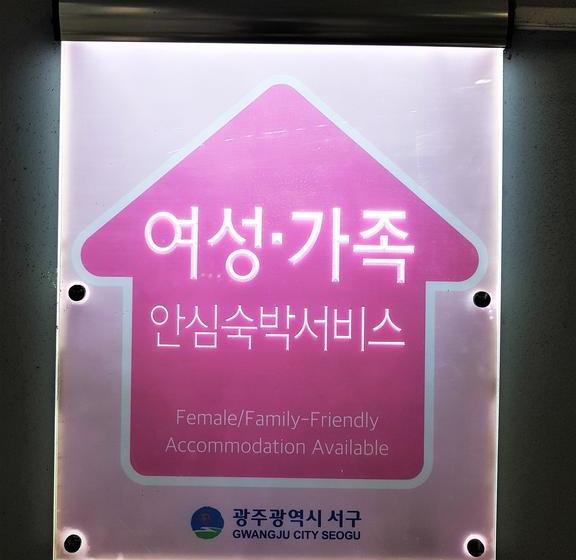 여성·가족
안심숙박서비스
Female/Family-Friendly
Accommodation Available
광주광역시 서구
GWANGJU CITY SEOGU